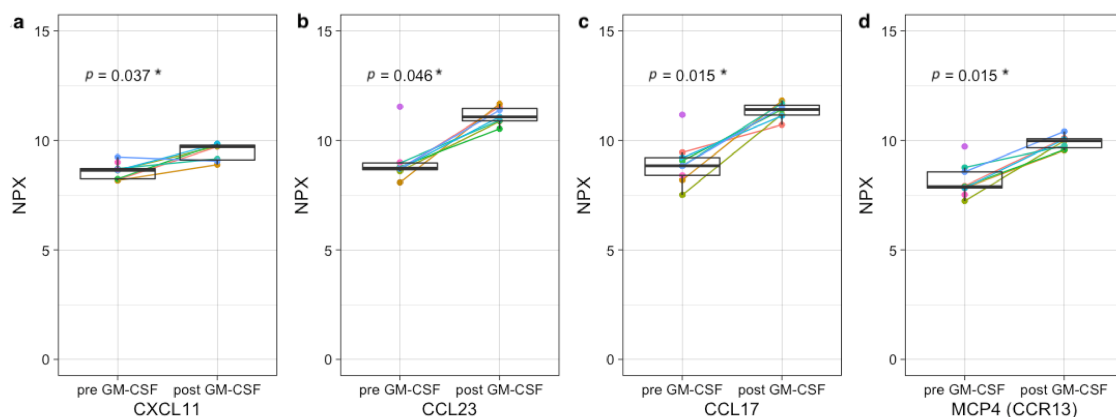 a
15
10
5
0
NPX
p = 0.037 *
pre GM-CSF
post GM-CSF
CXCL11
b
15
10
5
0
NPX
p = 0.046 *
pre GM-CSF
post GM-CSF
CCL23
c
15
10
5
0
NPX
p = 0.015 *
pre GM-CSF
post GM-CSF
CCL17
d
15
10
5
0
NPX
p = 0.015 *
pre GM-CSF
post GM-CSF
MCP4 (CCR13)